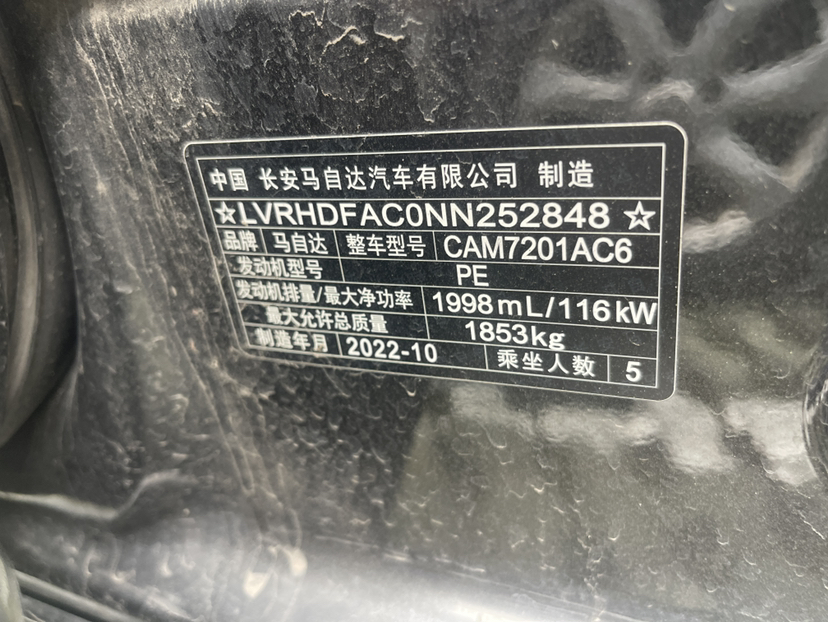 中国 长安马自达汽车有限公司 制造
☆LVRHDFAC0NN252848☆
品牌 马自达 整车型号 CAM7201AC6
发动机型号 PE
发动机排量/最大净功率 1998mL/116kW
最大允许总质量 1853kg
制造年月 2022-10 乘坐人数 5